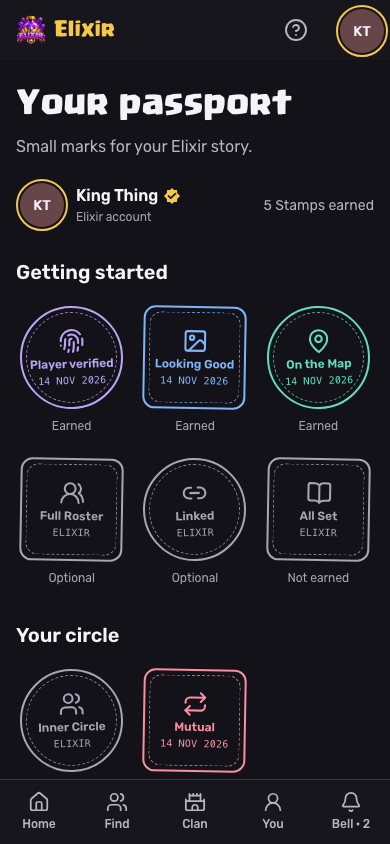 ELIXIR
Elixir
KT
Your passport
Small marks for your Elixir story.
KT
King Thing
Elixir account
5 Stamps earned
Getting started
Player verified
14 NOV 2026
Earned
Looking Good
14 NOV 2026
Earned
On the Map
14 NOV 2026
Earned
Full Roster
ELIXIR
Optional
Linked
ELIXIR
Optional
All Set
ELIXIR
Not earned
Your circle
Inner Circle
ELIXIR
Mutual
14 NOV 2026
Home
Find
Clan
You
Bell • 2